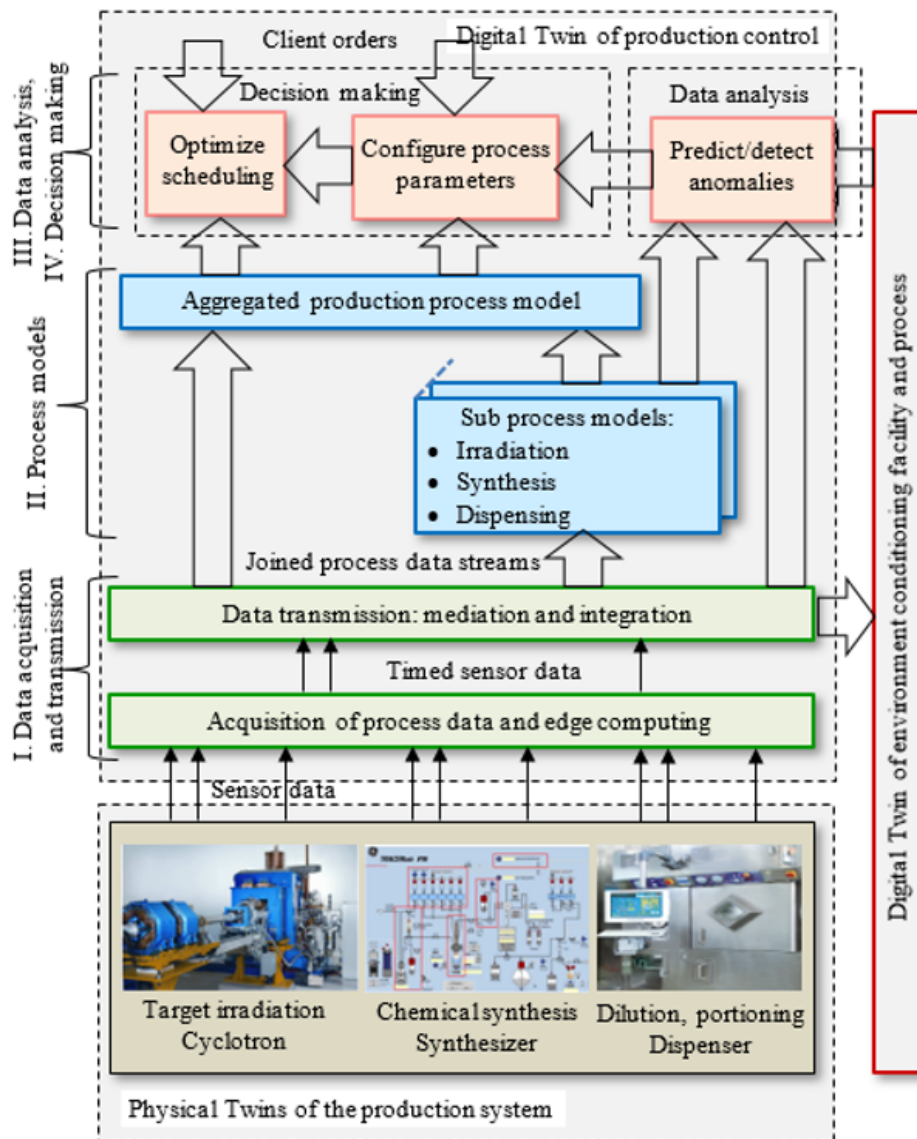 Client orders
Digital Twin of production control
III. Data analysis,
IV. Decision making
Decision making
Data analysis
Optimize
scheduling
Configure process
parameters
Predict/detect
anomalies
II. Process models
Aggregated production process model
Sub process models:
• Irradiation
• Synthesis
• Dispensing
Joined process data streams
I. Data acquisition
and transmission
Data transmission: mediation and integration
Timed sensor data
Acquisition of process data and edge computing
Sensor data
Target irradiation
Cyclotron
Chemical synthesis
Synthesizer
Dilution, portioning
Dispenser
Physical Twins of the production system
Digital Twin of environment conditioning facility and process